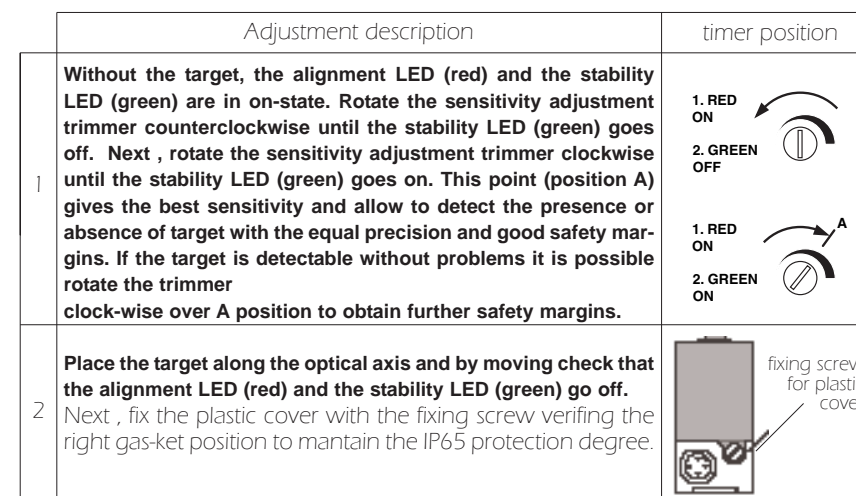 Adjustment description
timer position
1
Without the target, the alignment LED (red) and the stability
LED (green) are in on-state. Rotate the sensitivity adjustment
trimmer counterclockwise until the stability LED (green) goes
off. Next , rotate the sensitivity adjustment trimmer clockwise
until the stability LED (green) goes on. This point (position A)
gives the best sensitivity and allow to detect the presence or
absence of target with the equal precision and good safety mar-
gins. If the target is detectable without problems it is possible
rotate the trimmer
clock-wise over A position to obtain further safety margins.
1. RED
ON
2. GREEN
OFF
1. RED
ON
A
2. GREEN
ON
2
Place the target along the optical axis and by moving check that
the alignment LED (red) and the stability LED (green) go off.
Next , fix the plastic cover with the fixing screw verifing the
right gas-ket position to mantain the IP65 protection degree.
fixing screw
for plasti
cove